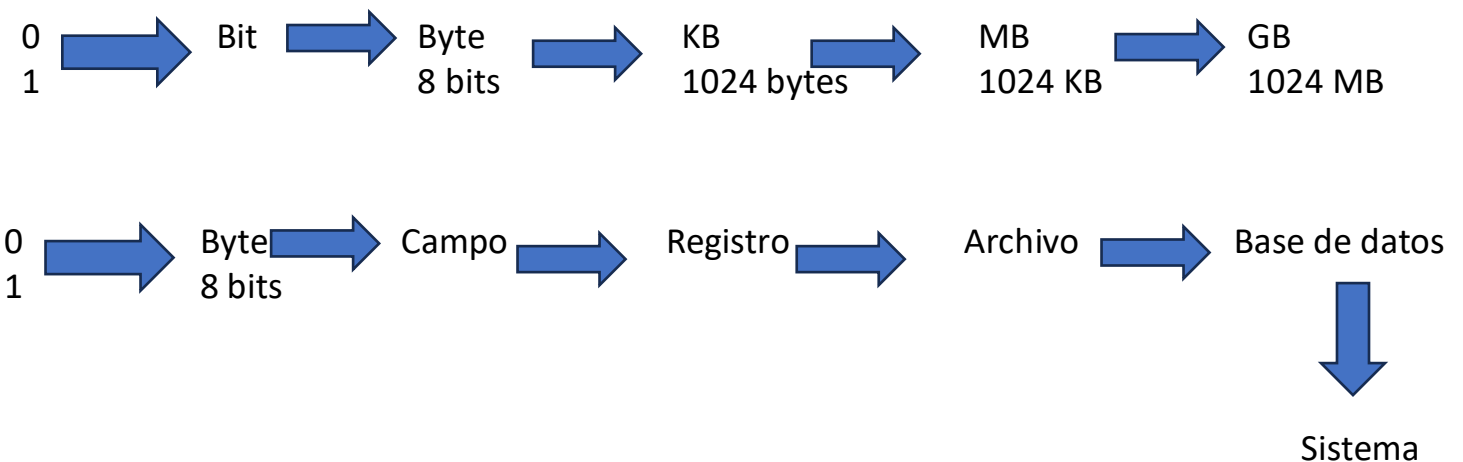 0 Bit Byte KB MB GB
1 8 bits 1024 bytes 1024 KB 1024 MB
0 Byte Campo Registro Archivo Base de datos
1 8 bits
Sistema